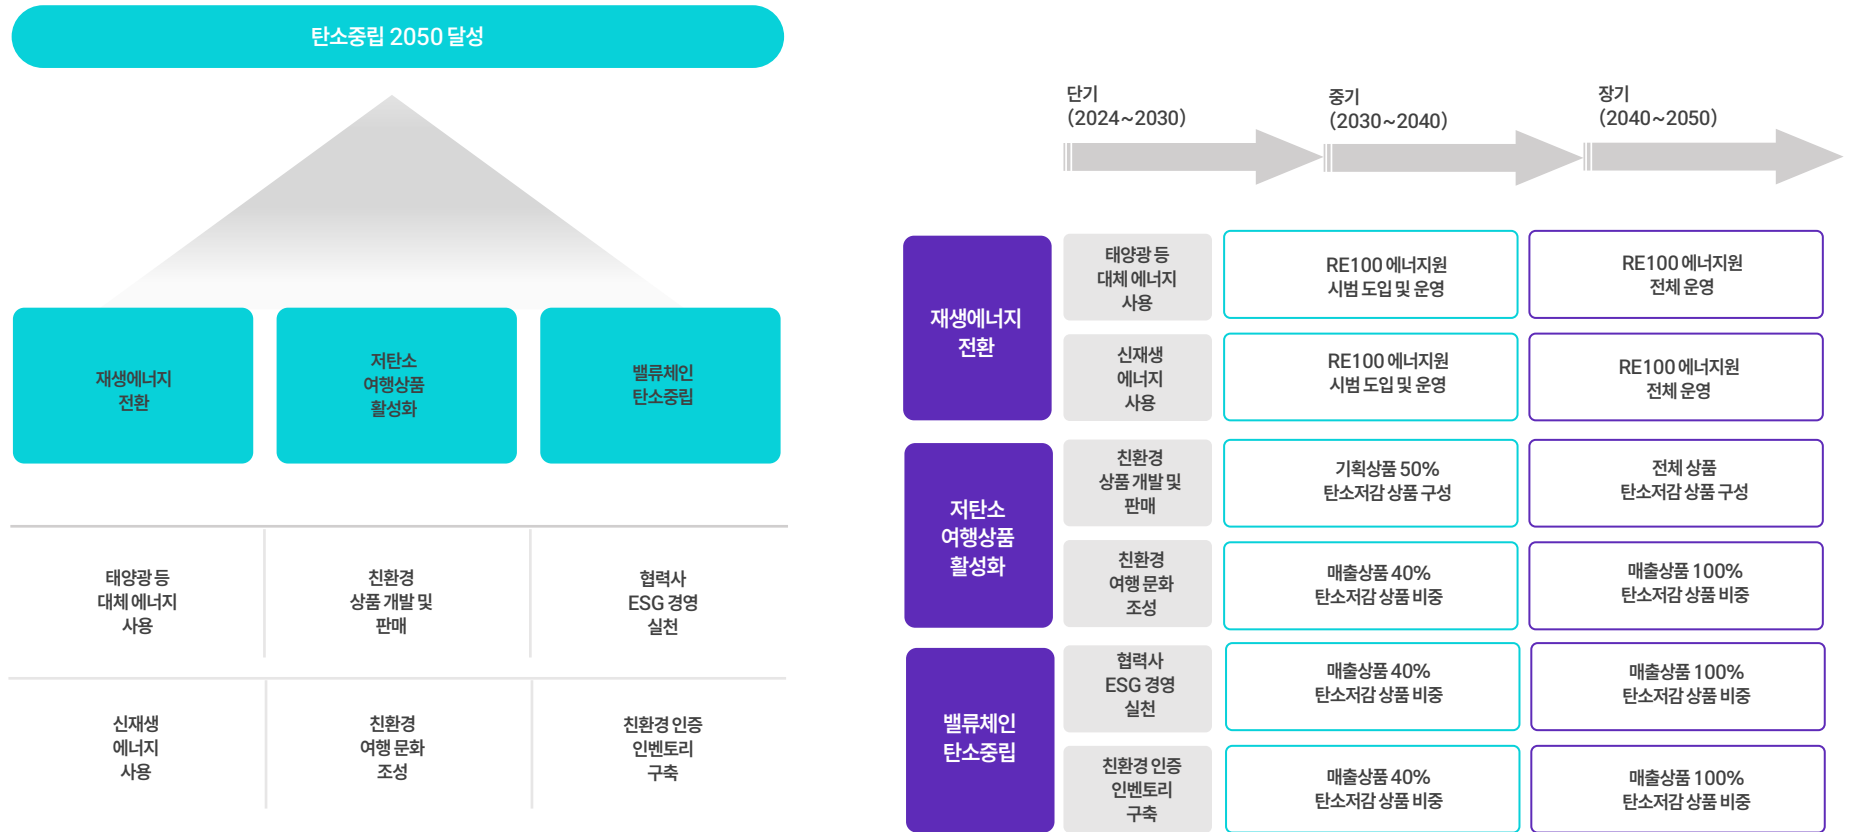 탄소중립 2050 달성
재생에너지
전환
저탄소
여행상품
활성화
밸류체인
탄소중립
태양광 등
대체 에너지
사용
친환경
상품 개발 및
판매
협력사
ESG 경영
실천
신재생
에너지
사용
친환경
여행 문화
조성
친환경 인증
인벤토리
구축
단기
(2024~2030)
중기
(2030~2040)
장기
(2040~2050)
재생에너지
전환
태양광 등
대체 에너지
사용
RE100 에너지원
시범 도입 및 운영
RE100 에너지원
전체 운영
신재생
에너지
사용
RE100 에너지원
시범 도입 및 운영
RE100 에너지원
전체 운영
저탄소
여행상품
활성화
친환경
상품 개발 및
판매
기획상품 50%
탄소저감 상품 구성
전체 상품
탄소저감 상품 구성
친환경
여행 문화
조성
매출상품 40%
탄소저감 상품 비중
매출상품 100%
탄소저감 상품 비중
밸류체인
탄소중립
협력사
ESG 경영
실천
매출상품 40%
탄소저감 상품 비중
매출상품 100%
탄소저감 상품 비중
친환경 인증
인벤토리
구축
매출상품 40%
탄소저감 상품 비중
매출상품 100%
탄소저감 상품 비중